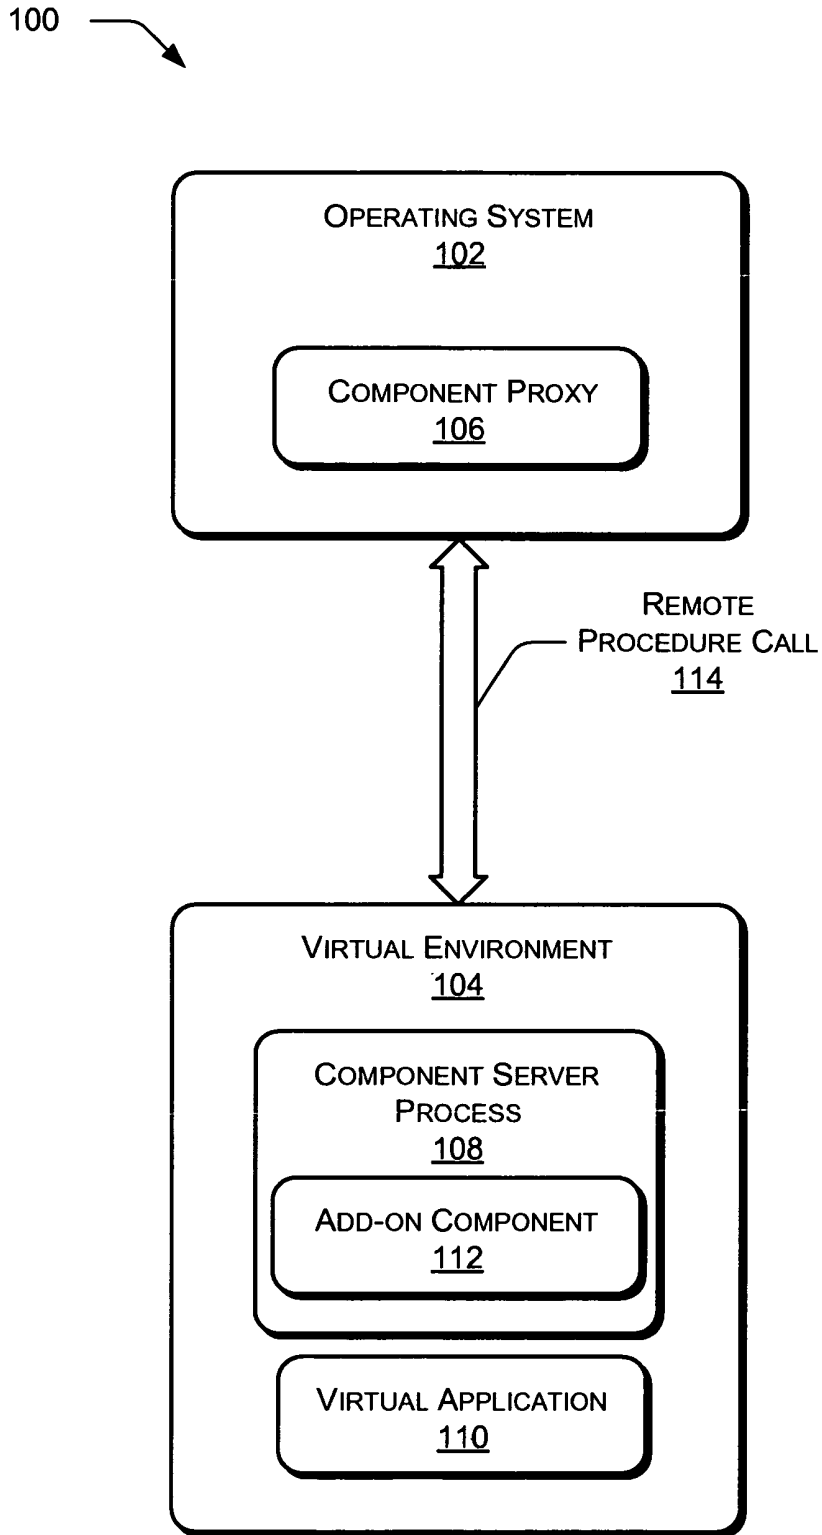 100
OPERATING SYSTEM
102
COMPONENT PROXY
106
REMOTE
PROCEDURE CALL
114
VIRTUAL ENVIRONMENT
104
COMPONENT SERVER
PROCESS
108
ADD-ON COMPONENT
112
VIRTUAL APPLICATION
110